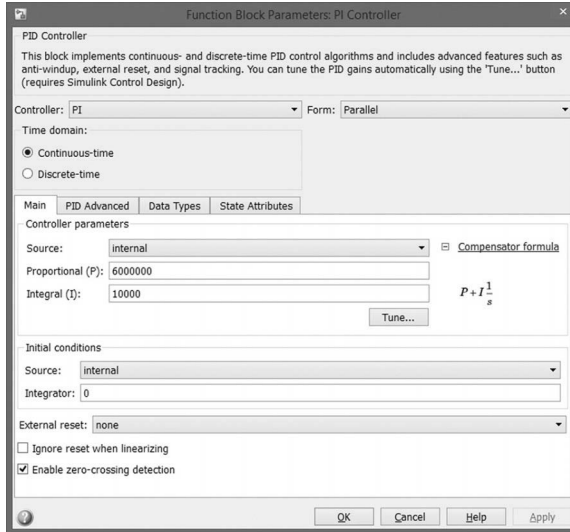 Function Block Parameters: PI Controller
PID Controller
This block implements continuous- and discrete-time PID control algorithms and includes advanced features such as
anti-windup, external reset, and signal tracking. You can tune the PID gains automatically using the 'Tune...' button
(requires Simulink Control Design).
Controller: PI Form: Parallel
Time domain:
Continuous-time
Discrete-time
Main PID Advanced Data Types State Attributes
Controller parameters
Source: internal Compensator formula
Proportional (P): 6000000
Integral (I): 10000
P+I 1/s
Tune...
Initial conditions
Source: internal
Integrator: 0
External reset: none
Ignore reset when linearizing
Enable zero-crossing detection
OK Cancel Help Apply